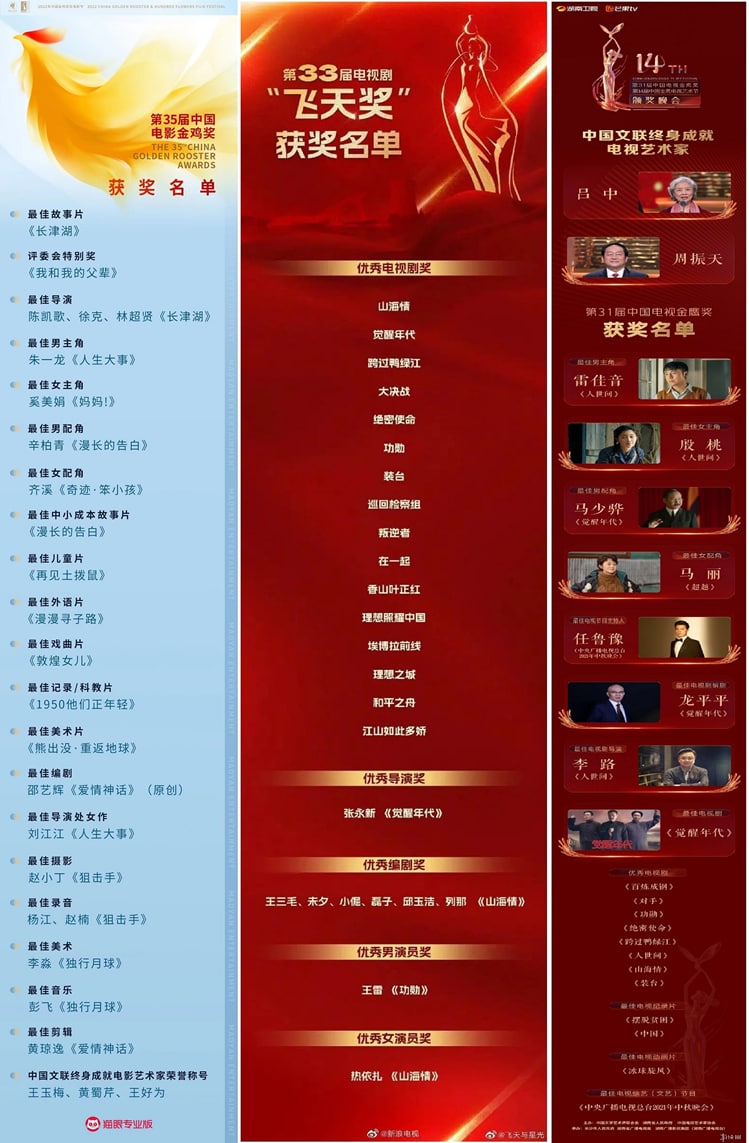 2022年中国金鸡百花电影节 2022 CHINA GOLDEN ROOSTER & HUNDRED FLOWERS FILM FESTIVAL
第35届中国
电影金鸡奖
THE 35TH CHINA
GOLDEN ROOSTER
AWARDS
获奖名单
最佳故事片
《长津湖》
评委会特别奖
《我和我的父辈》
最佳导演
陈凯歌、徐克、林超贤《长津湖》
最佳男主角
朱一龙《人生大事》
最佳女主角
奚美娟《妈妈!》
最佳男配角
辛柏青《漫长的告白》
最佳女配角
齐溪《奇迹·笨小孩》
最佳中小成本故事片
《漫长的告白》
最佳儿童片
《再见土拨鼠》
最佳外语片
《漫漫寻子路》
最佳戏曲片
《敦煌女儿》
最佳记录/科教片
《1950他们正年轻》
最佳美术片
《熊出没·重返地球》
最佳编剧
邵艺辉《爱情神话》（原创）
最佳导演处女作
刘江江《人生大事》
最佳摄影
赵小丁《狙击手》
最佳录音
杨江、赵楠《狙击手》
最佳美术
李淼《独行月球》
最佳音乐
彭飞《独行月球》
最佳剪辑
黄琼逸《爱情神话》
中国文联终身成就电影艺术家荣誉称号
王玉梅、黄蜀芹、王好为
猫眼专业版
MAOYAN ENTERTAINMENT
第33届电视剧
“飞天奖”
获奖名单
优秀电视剧奖
山海情
觉醒年代
跨过鸭绿江
大决战
绝密使命
功勋
装台
巡回检察组
叛逆者
在一起
香山叶正红
理想照耀中国
埃博拉前线
理想之城
和平之舟
江山如此多娇
优秀导演奖
张永新 《觉醒年代》
优秀编剧奖
王三毛、未夕、小倔、磊子、邱玉洁、列那 《山海情》
优秀男演员奖
王雷 《功勋》
优秀女演员奖
热依扎 《山海情》
@新浪电视
@飞天与星光
湖南卫视 芒果tv
14TH
第31届中国电视金鹰奖
第14届中国金鹰电视艺术节
颁奖晚会
中国文联终身成就
电视艺术家
吕中
周振天
第31届中国电视金鹰奖
获奖名单
最佳男主角
雷佳音
《人世间》
最佳女主角
殷桃
《人世间》
最佳男配角
马少骅
《觉醒年代》
最佳女配角
马丽
《超越》
最佳电视节目主持人
任鲁豫
《中央广播电视总台
2021年中秋晚会》
最佳电视剧编剧
龙平平
《觉醒年代》
最佳电视剧导演
李路
《人世间》
最佳电视剧
《觉醒年代》
觉醒年代
优秀电视剧
《百炼成钢》
《对手》
《功勋》
《绝密使命》
《跨过鸭绿江》
《人世间》
《山海情》
《装台》
最佳电视纪录片
《摆脱贫困》
《中国》
最佳电视动画片
《冰球旋风》
最佳电视综艺（文艺）节目
《中央广播电视总台2021年中秋晚会》